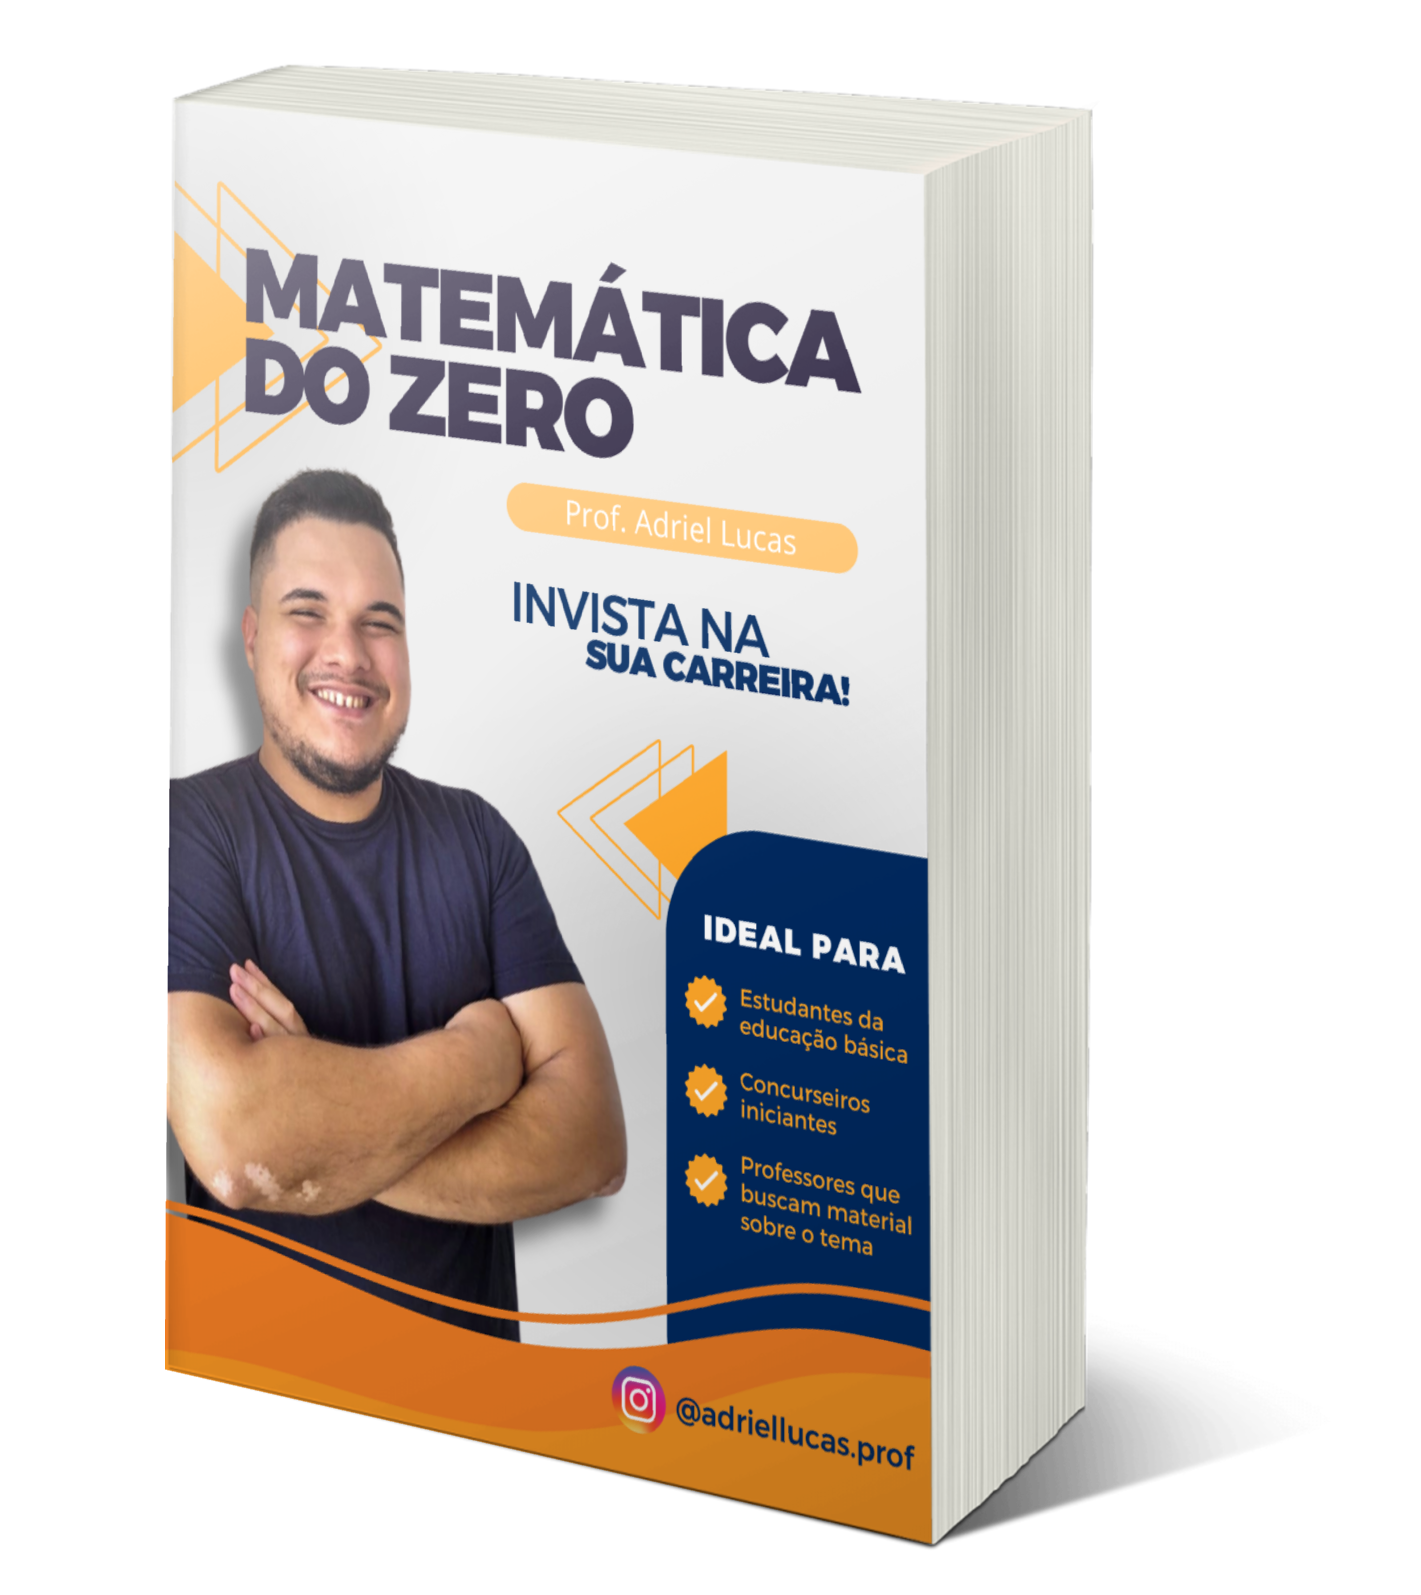 MATEMÁTICA
DO ZERO
Prof. Adriel Lucas
INVISTA NA
SUA CARREIRA!
IDEAL PARA
Estudantes da
educação básica
Concurseiros
iniciantes
Professores que
buscam material
sobre o tema
@adriellucas.prof